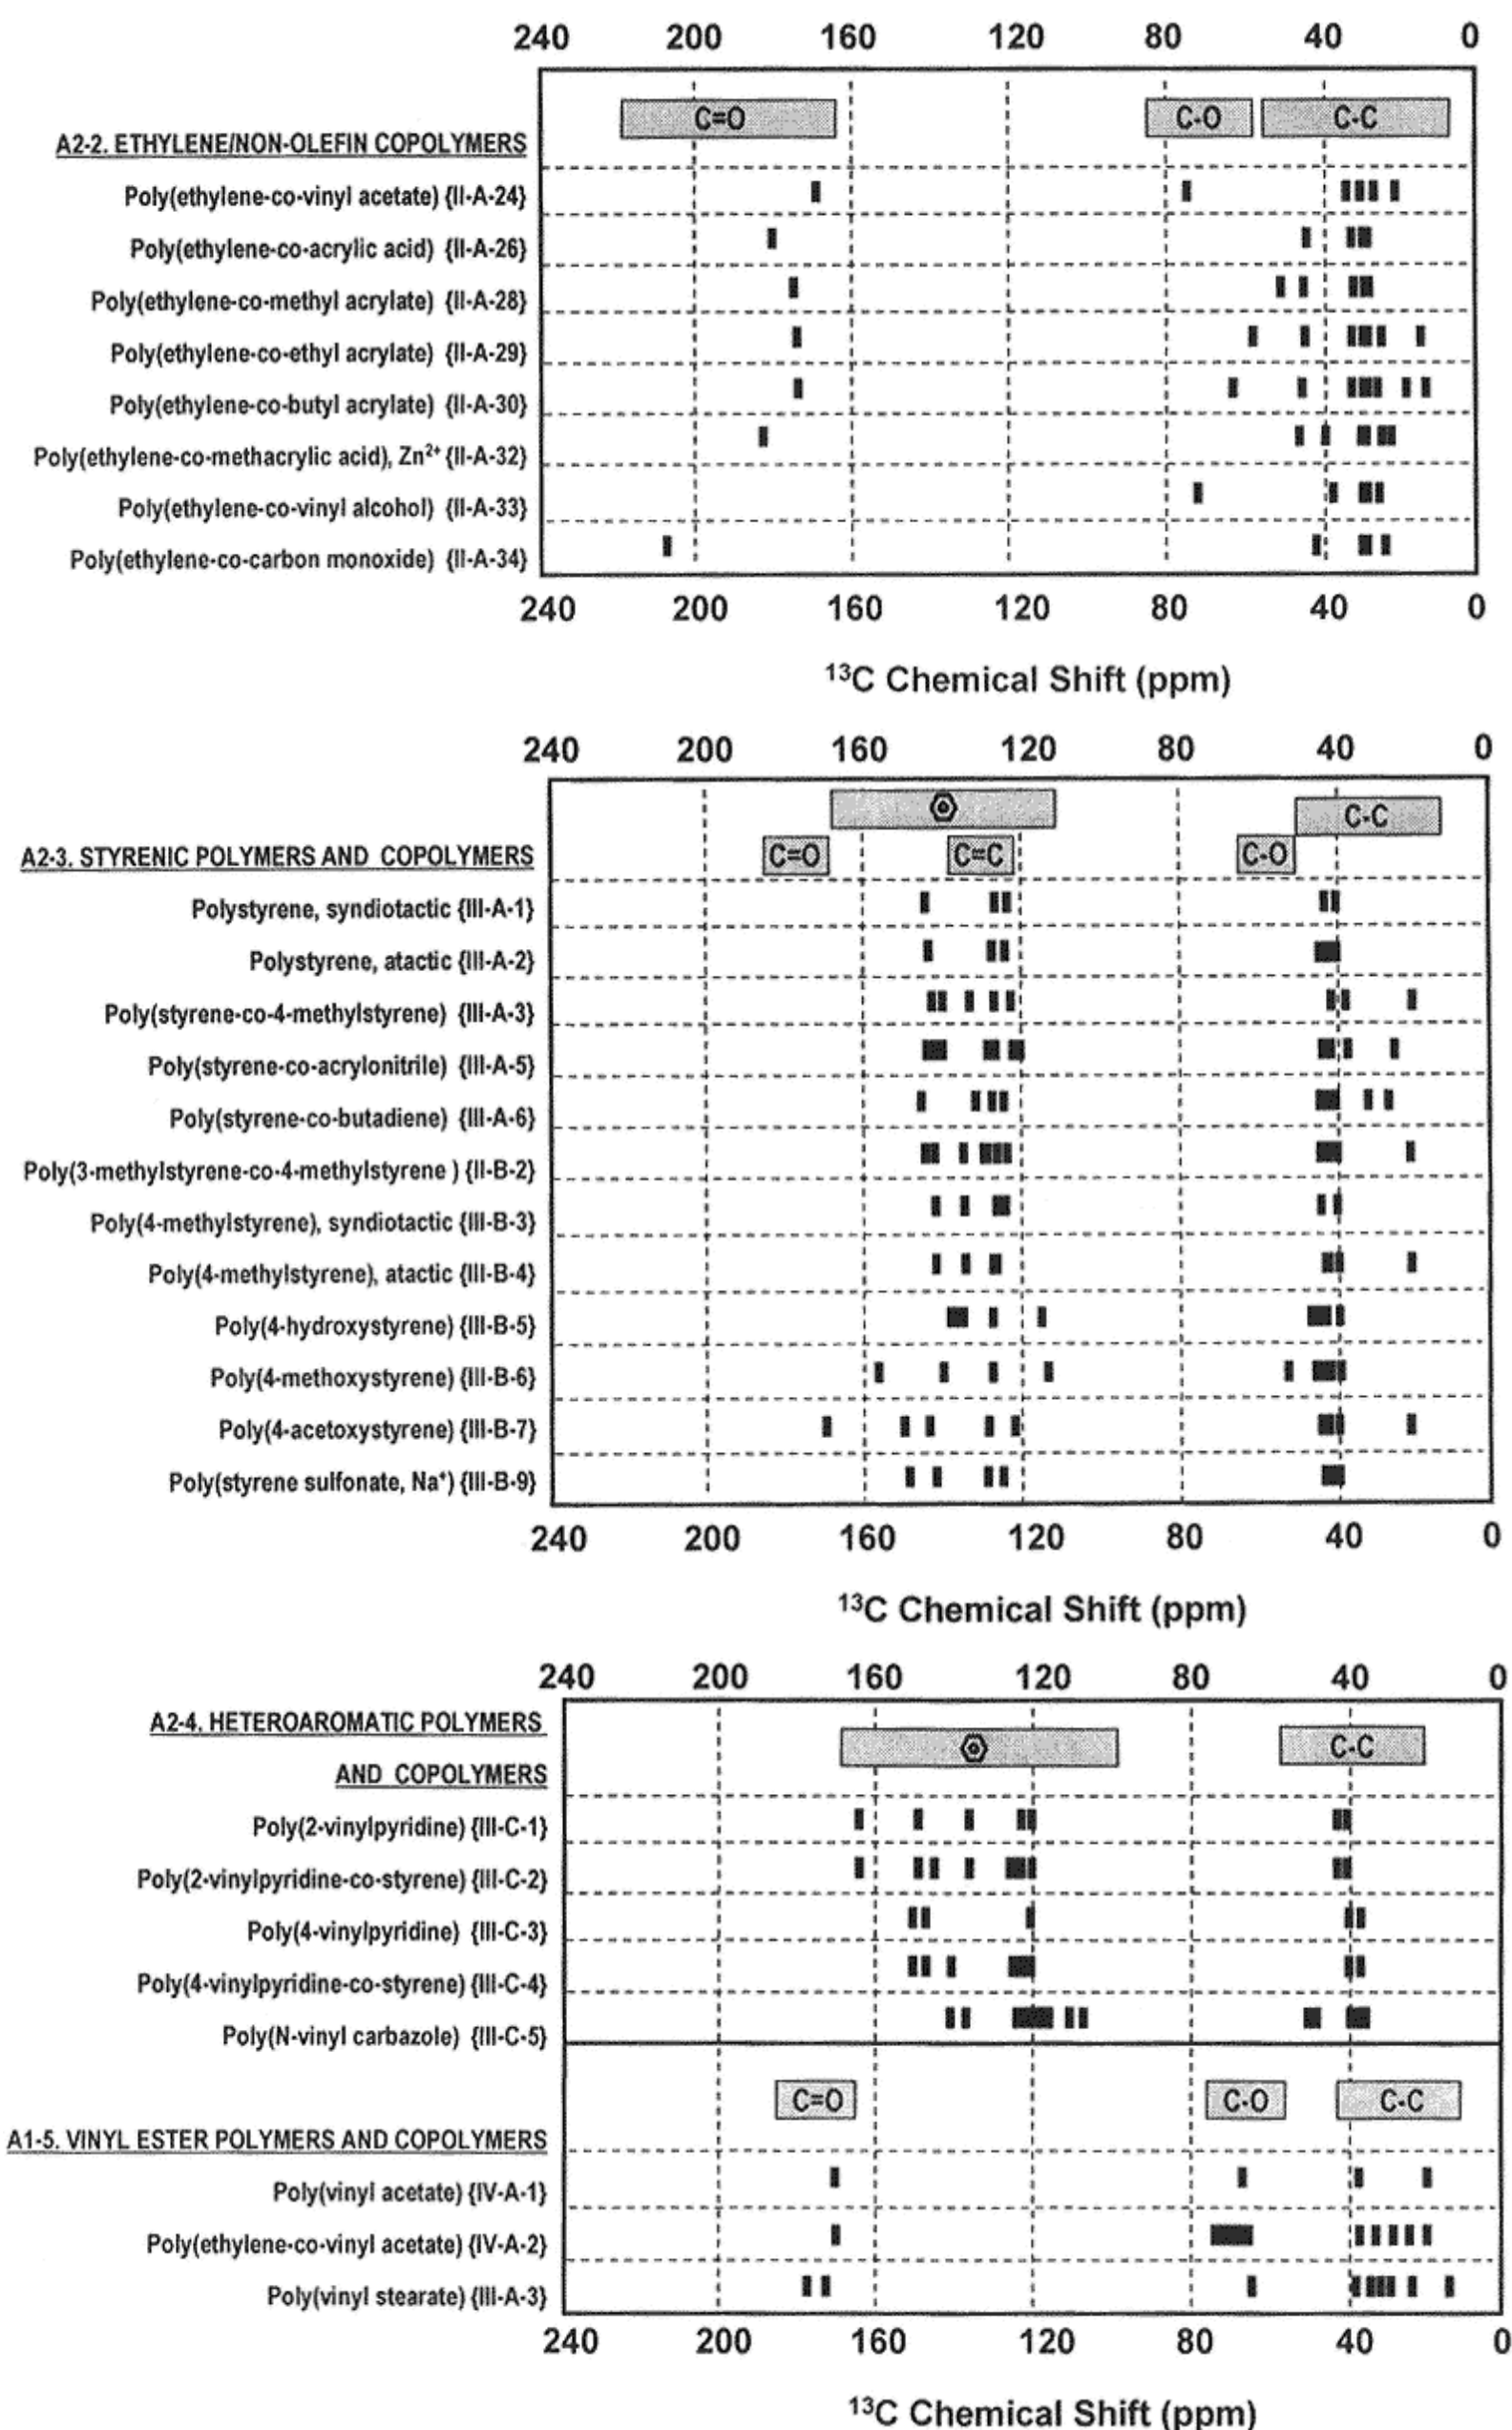 240 200 160 120 80 40 0
C=O C-O C-C
A2-2. ETHYLENE/NON-OLEFIN COPOLYMERS
Poly(ethylene-co-vinyl acetate) {II-A-24}
Poly(ethylene-co-acrylic acid) {II-A-26}
Poly(ethylene-co-methyl acrylate) {II-A-28}
Poly(ethylene-co-ethyl acrylate) {II-A-29}
Poly(ethylene-co-butyl acrylate) {II-A-30}
Poly(ethylene-co-methacrylic acid), Zn²⁺ {II-A-32}
Poly(ethylene-co-vinyl alcohol) {II-A-33}
Poly(ethylene-co-carbon monoxide) {II-A-34}
240 200 160 120 80 40 0
¹³C Chemical Shift (ppm)
240 200 160 120 80 40 0
C-C
A2-3. STYRENIC POLYMERS AND COPOLYMERS C=O C=C C-O
Polystyrene, syndiotactic {III-A-1}
Polystyrene, atactic {III-A-2}
Poly(styrene-co-4-methylstyrene) {III-A-3}
Poly(styrene-co-acrylonitrile) {III-A-5}
Poly(styrene-co-butadiene) {III-A-6}
Poly(3-methylstyrene-co-4-methylstyrene ) {II-B-2}
Poly(4-methylstyrene), syndiotactic {III-B-3}
Poly(4-methylstyrene), atactic {III-B-4}
Poly(4-hydroxystyrene) {III-B-5}
Poly(4-methoxystyrene) {III-B-6}
Poly(4-acetoxystyrene) {III-B-7}
Poly(styrene sulfonate, Na⁺) {III-B-9}
240 200 160 120 80 40 0
¹³C Chemical Shift (ppm)
240 200 160 120 80 40 0
A2-4. HETEROAROMATIC POLYMERS
C-C
AND COPOLYMERS
Poly(2-vinylpyridine) {III-C-1}
Poly(2-vinylpyridine-co-styrene) {III-C-2}
Poly(4-vinylpyridine) {III-C-3}
Poly(4-vinylpyridine-co-styrene) {III-C-4}
Poly(N-vinyl carbazole) {III-C-5}
C=O C-O C-C
A1-5. VINYL ESTER POLYMERS AND COPOLYMERS
Poly(vinyl acetate) {IV-A-1}
Poly(ethylene-co-vinyl acetate) {IV-A-2}
Poly(vinyl stearate) {III-A-3}
240 200 160 120 80 40 0
¹³C Chemical Shift (ppm)